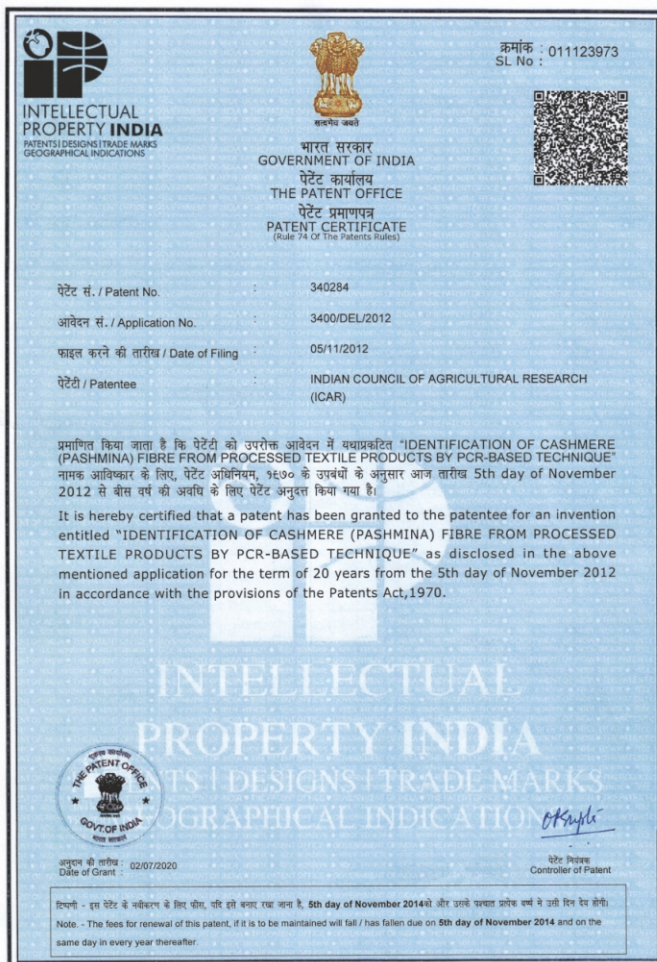 INTELLECTUAL
PROPERTY INDIA
PATENTS | DESIGNS | TRADE MARKS
GEOGRAPHICAL INDICATIONS
सत्यमेव जयते
क्रमांक : 011123973
SL No :
भारत सरकार
GOVERNMENT OF INDIA
पेटेंट कार्यालय
THE PATENT OFFICE
पेटेंट प्रमाणपत्र
PATENT CERTIFICATE
(Rule 74 Of The Patents Rules)
पेटेंट सं. / Patent No. : 340284
आवेदन सं. / Application No. : 3400/DEL/2012
फाइल करने की तारीख / Date of Filing : 05/11/2012
पेटेंटी / Patentee : INDIAN COUNCIL OF AGRICULTURAL RESEARCH
(ICAR)
प्रमाणित किया जाता है कि पेटेंटी को उपरोक्त आवेदन में यथाप्रकटित "IDENTIFICATION OF CASHMERE
(PASHMINA) FIBRE FROM PROCESSED TEXTILE PRODUCTS BY PCR-BASED TECHNIQUE"
नामक आविष्कार के लिए, पेटेंट अधिनियम, १९७० के उपबंधों के अनुसार आज तारीख 5th day of November
2012 से बीस वर्ष की अवधि के लिए पेटेंट अनुदत्त किया गया है।
It is hereby certified that a patent has been granted to the patentee for an invention
entitled "IDENTIFICATION OF CASHMERE (PASHMINA) FIBRE FROM PROCESSED
TEXTILE PRODUCTS BY PCR-BASED TECHNIQUE" as disclosed in the above
mentioned application for the term of 20 years from the 5th day of November 2012
in accordance with the provisions of the Patents Act,1970.
INTELLECTUAL
PROPERTY INDIA
TS | DESIGNS | TRADE MARKS
OGRAPHICAL INDICATION
THE PATENT OFFICE
GOVT. OF INDIA
भारत सरकार
अनुदान की तारीख : 02/07/2020
Date of Grant :
पेटेंट नियंत्रक
Controller of Patent
टिप्पणी - इस पेटेंट के नवीकरण के लिए फीस, यदि इसे बनाए रखा जाना है, 5th day of November 2014को और उसके पश्चात प्रत्येक वर्ष मे उसी दिन देय होगी।
Note. - The fees for renewal of this patent, if it is to be maintained will fall / has fallen due on 5th day of November 2014 and on the
same day in every year thereafter.